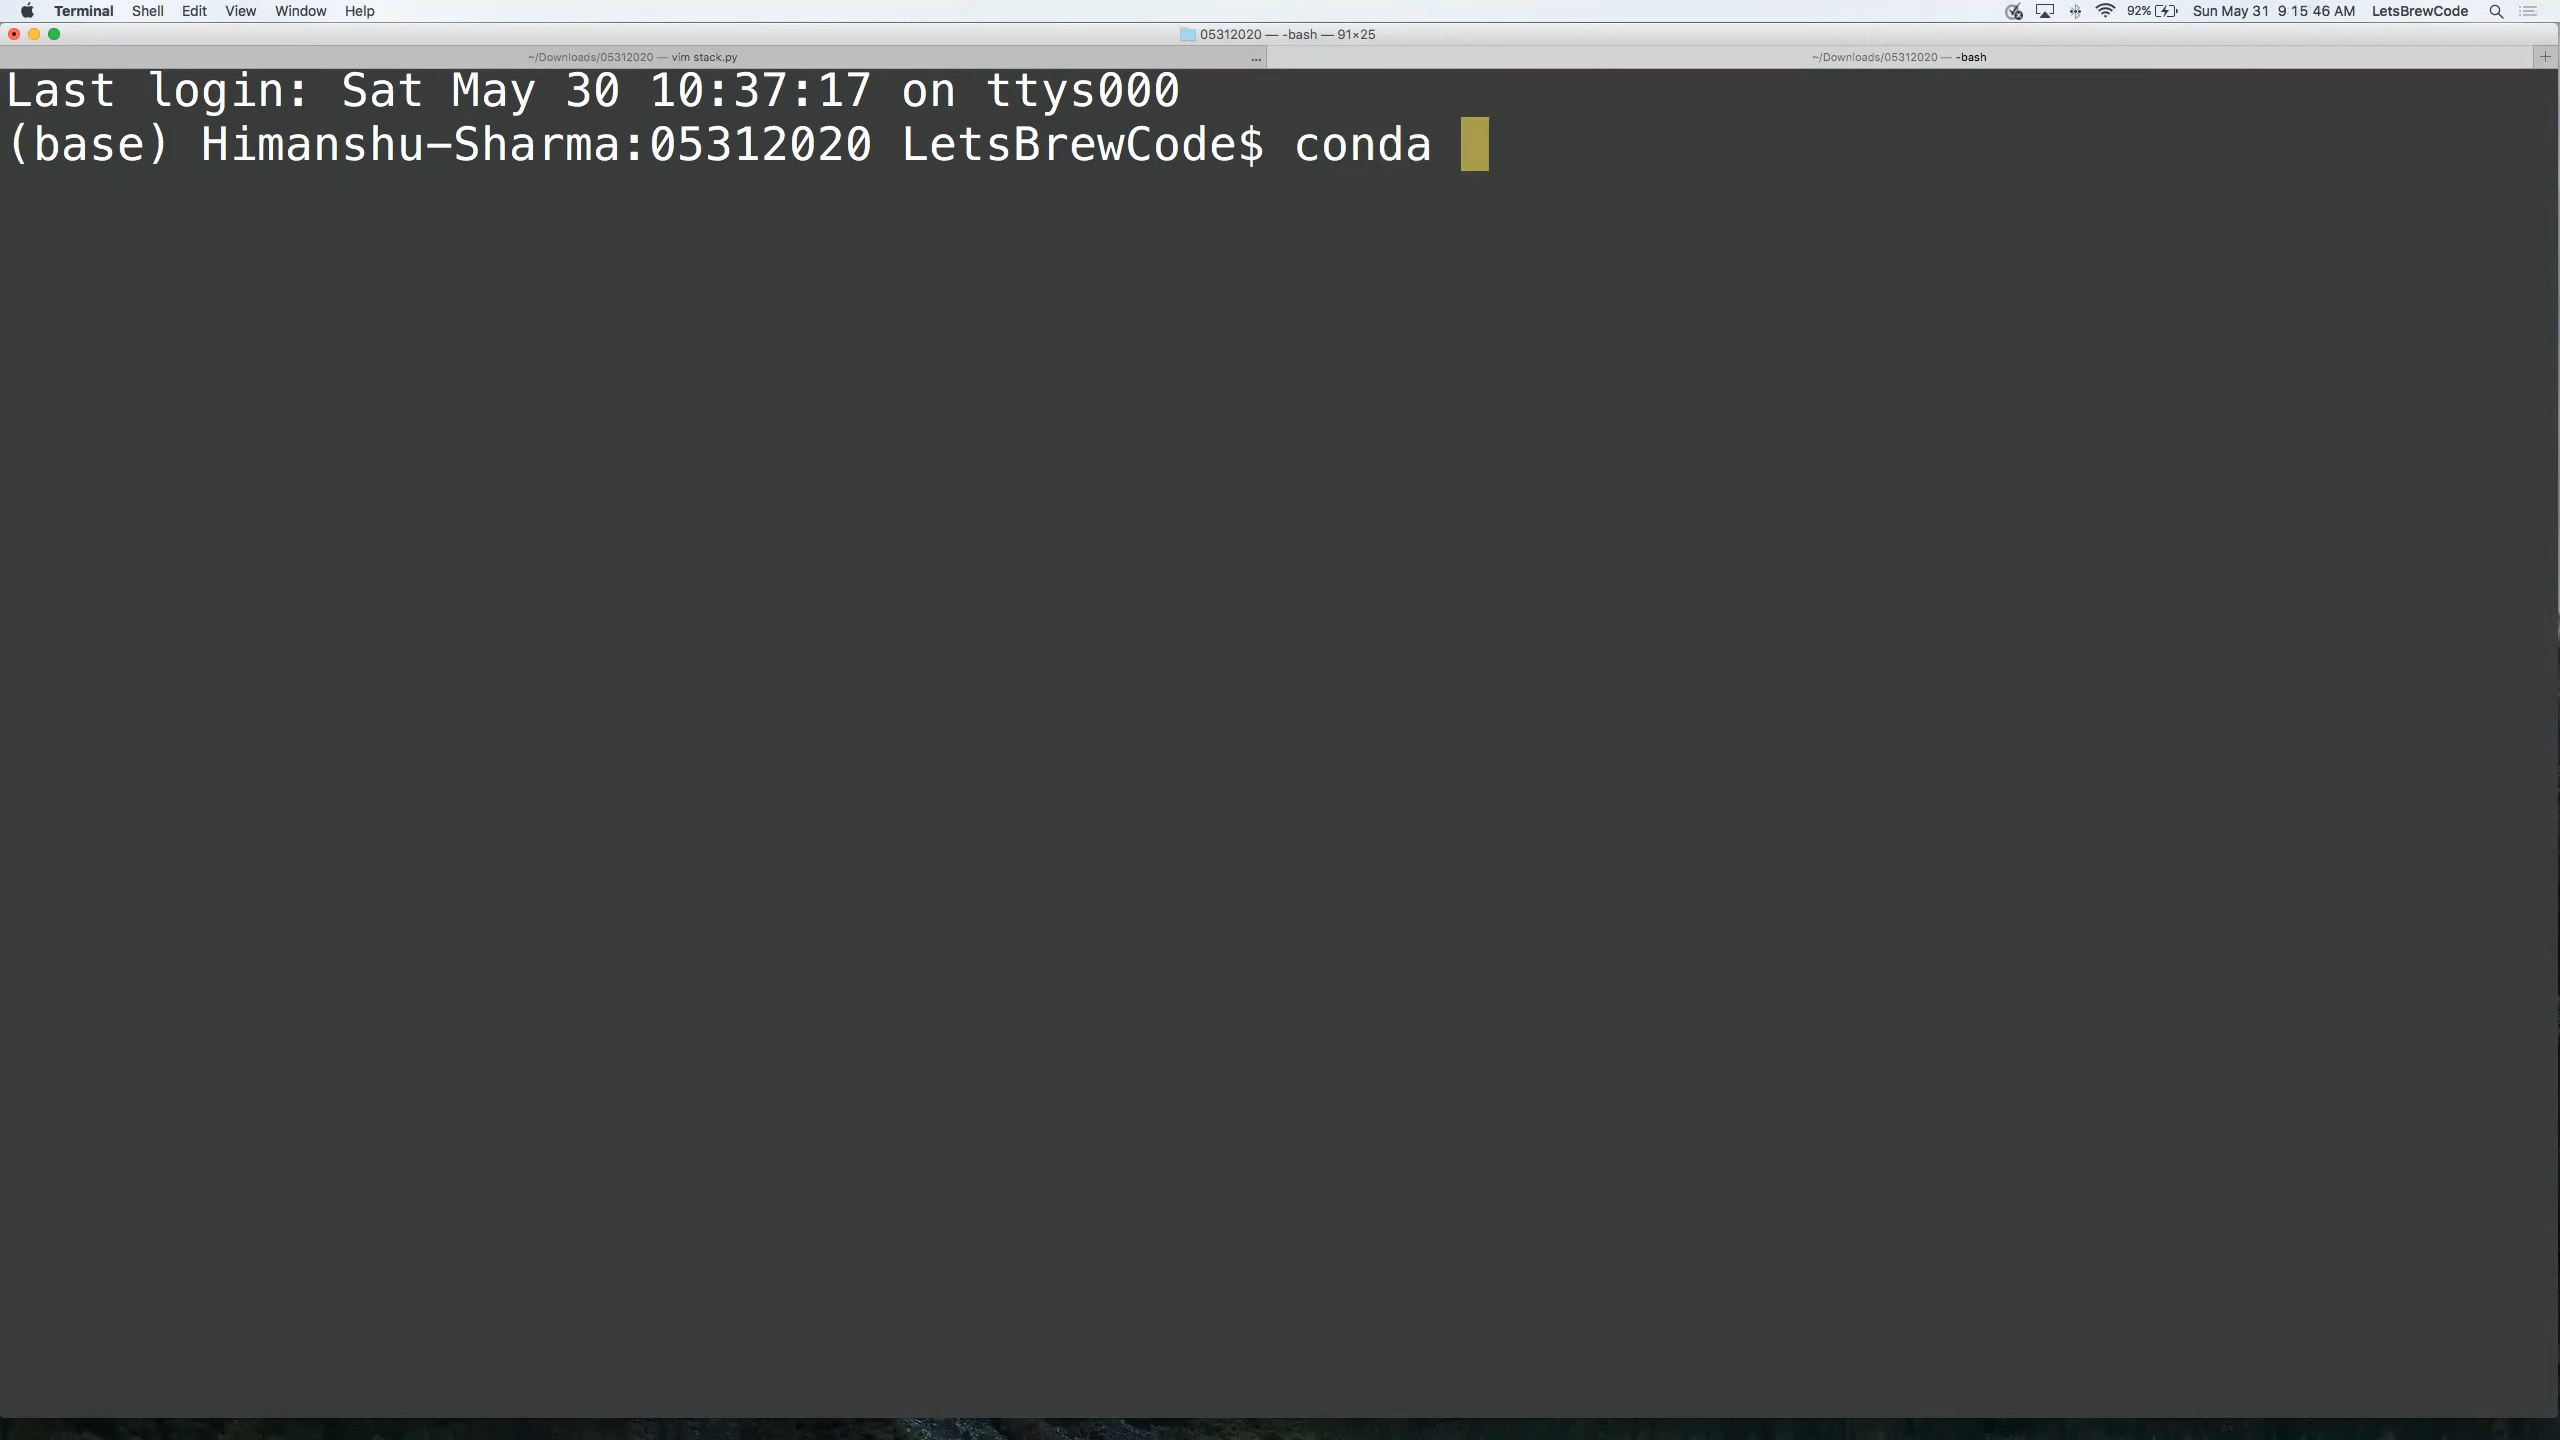 Terminal Shell Edit View Window Help 92% Sun May 31 9 15 46 AM LetsBrewCode
05312020 — -bash — 91×25
~/Downloads/05312020 — vim stack.py ... ~/Downloads/05312020 — -bash
Last login: Sat May 30 10:37:17 on ttys000
(base) Himanshu-Sharma:05312020 LetsBrewCode$ conda